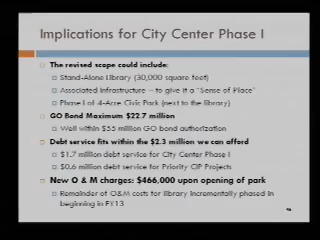 Implications for City Center Phase I
The revised scope could include:
Stand-Alone Library (30,000 square feet)
Associated Infrastructure – to give it a "Sense of Place"
Phase I of 4-Acre Civic Park (next to the library)
GO Bond Maximum $22.7 million
Well within $55 million GO bond authorization
Debt service fits within the $2.3 million we can afford
$1.7 million debt service for City Center Phase I
$0.6 million debt service for Priority CIP Projects
New O & M charges: $466,000 upon opening of park
Remainder of O&M costs for library incrementally phased in
beginning in FY13